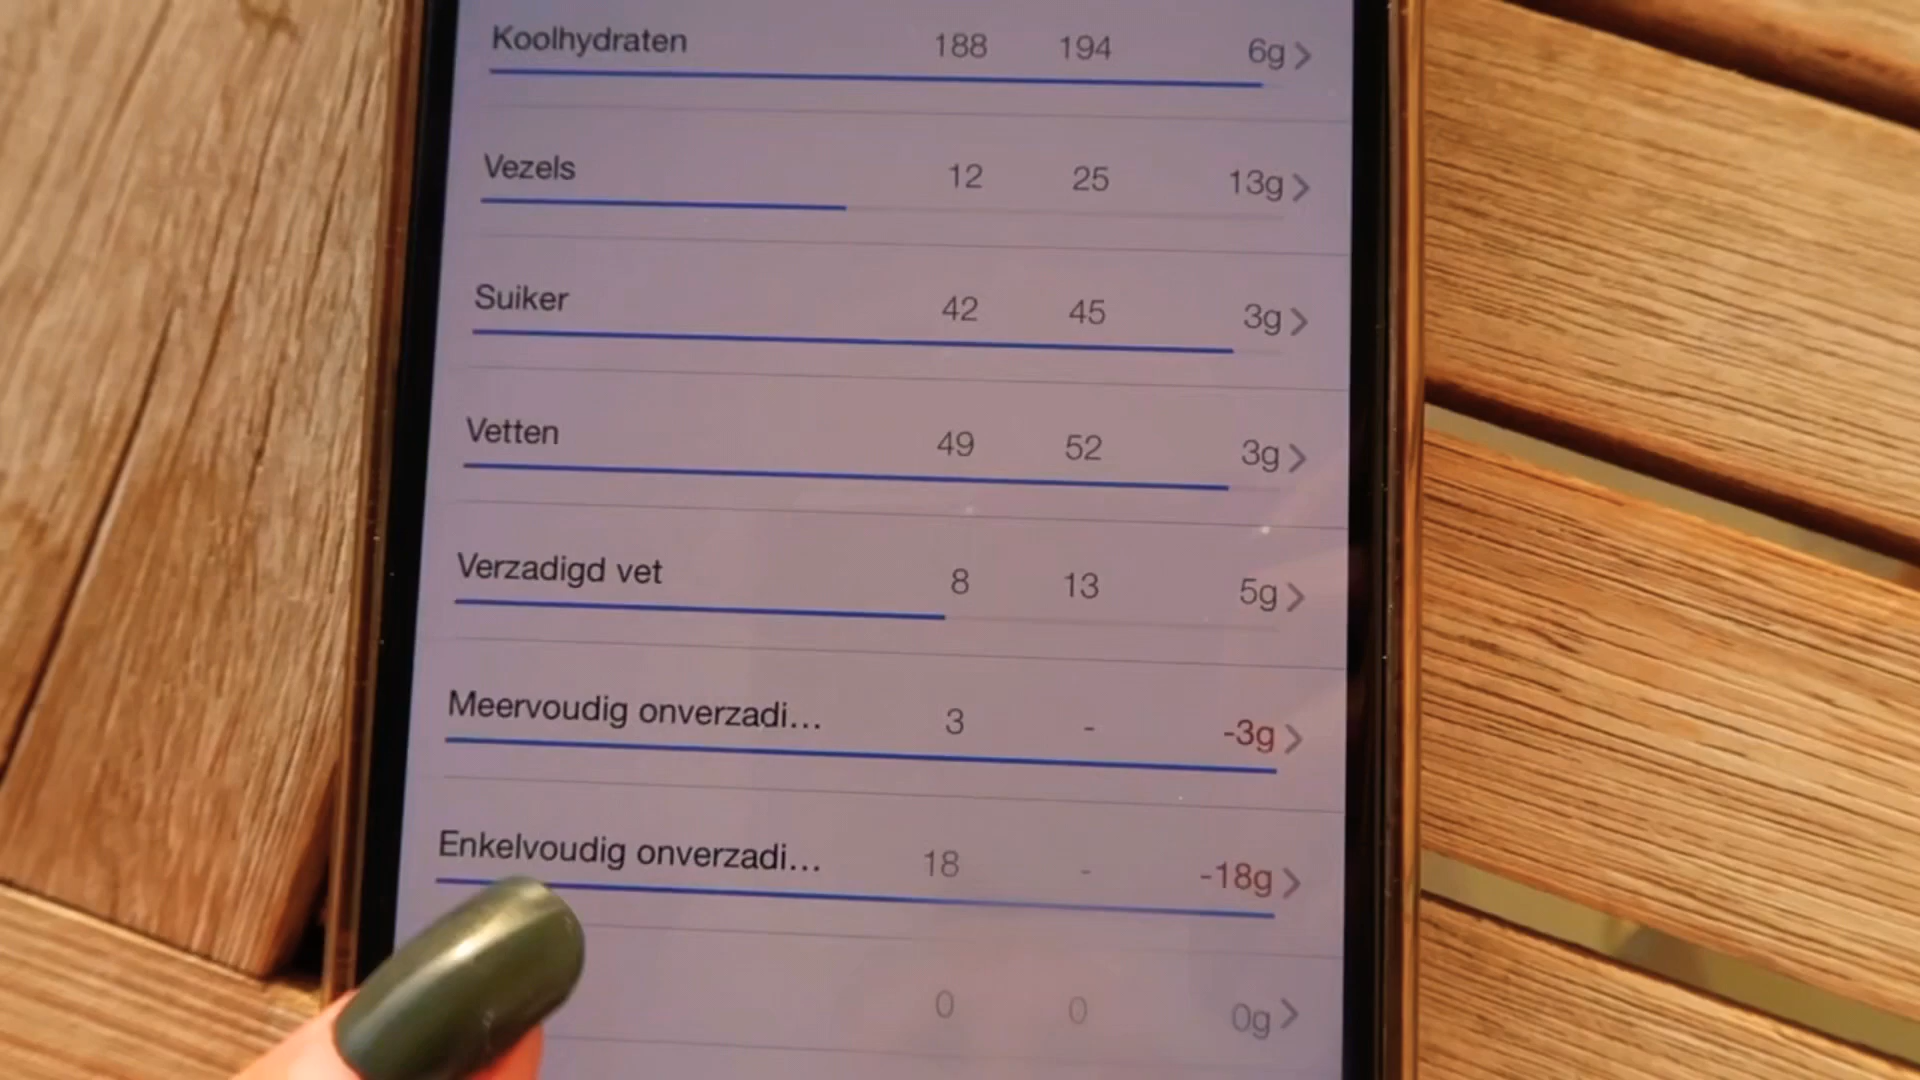 Koolhydraten 188 194 6g
Vezels 12 25 13g
Suiker 42 45 3g
Vetten 49 52 3g
Verzadigd vet 8 13 5g
Meervoudig onverzadi... 3 - -3g
Enkelvoudig onverzadi... 18 - -18g
0 0 0g